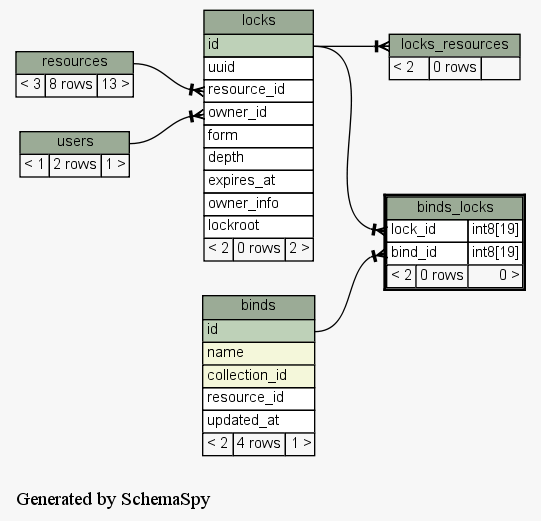 locks
id
uuid
resource_id
owner_id
form
depth
expires_at
owner_info
lockroot
< 2 0 rows 2 >
resources
< 3 8 rows 13 >
users
< 1 2 rows 1 >
locks_resources
< 2 0 rows
binds_locks
lock_id int8[19]
bind_id int8[19]
< 2 0 rows 0 >
binds
id
name
collection_id
resource_id
updated_at
< 2 4 rows 1 >
Generated by SchemaSpy